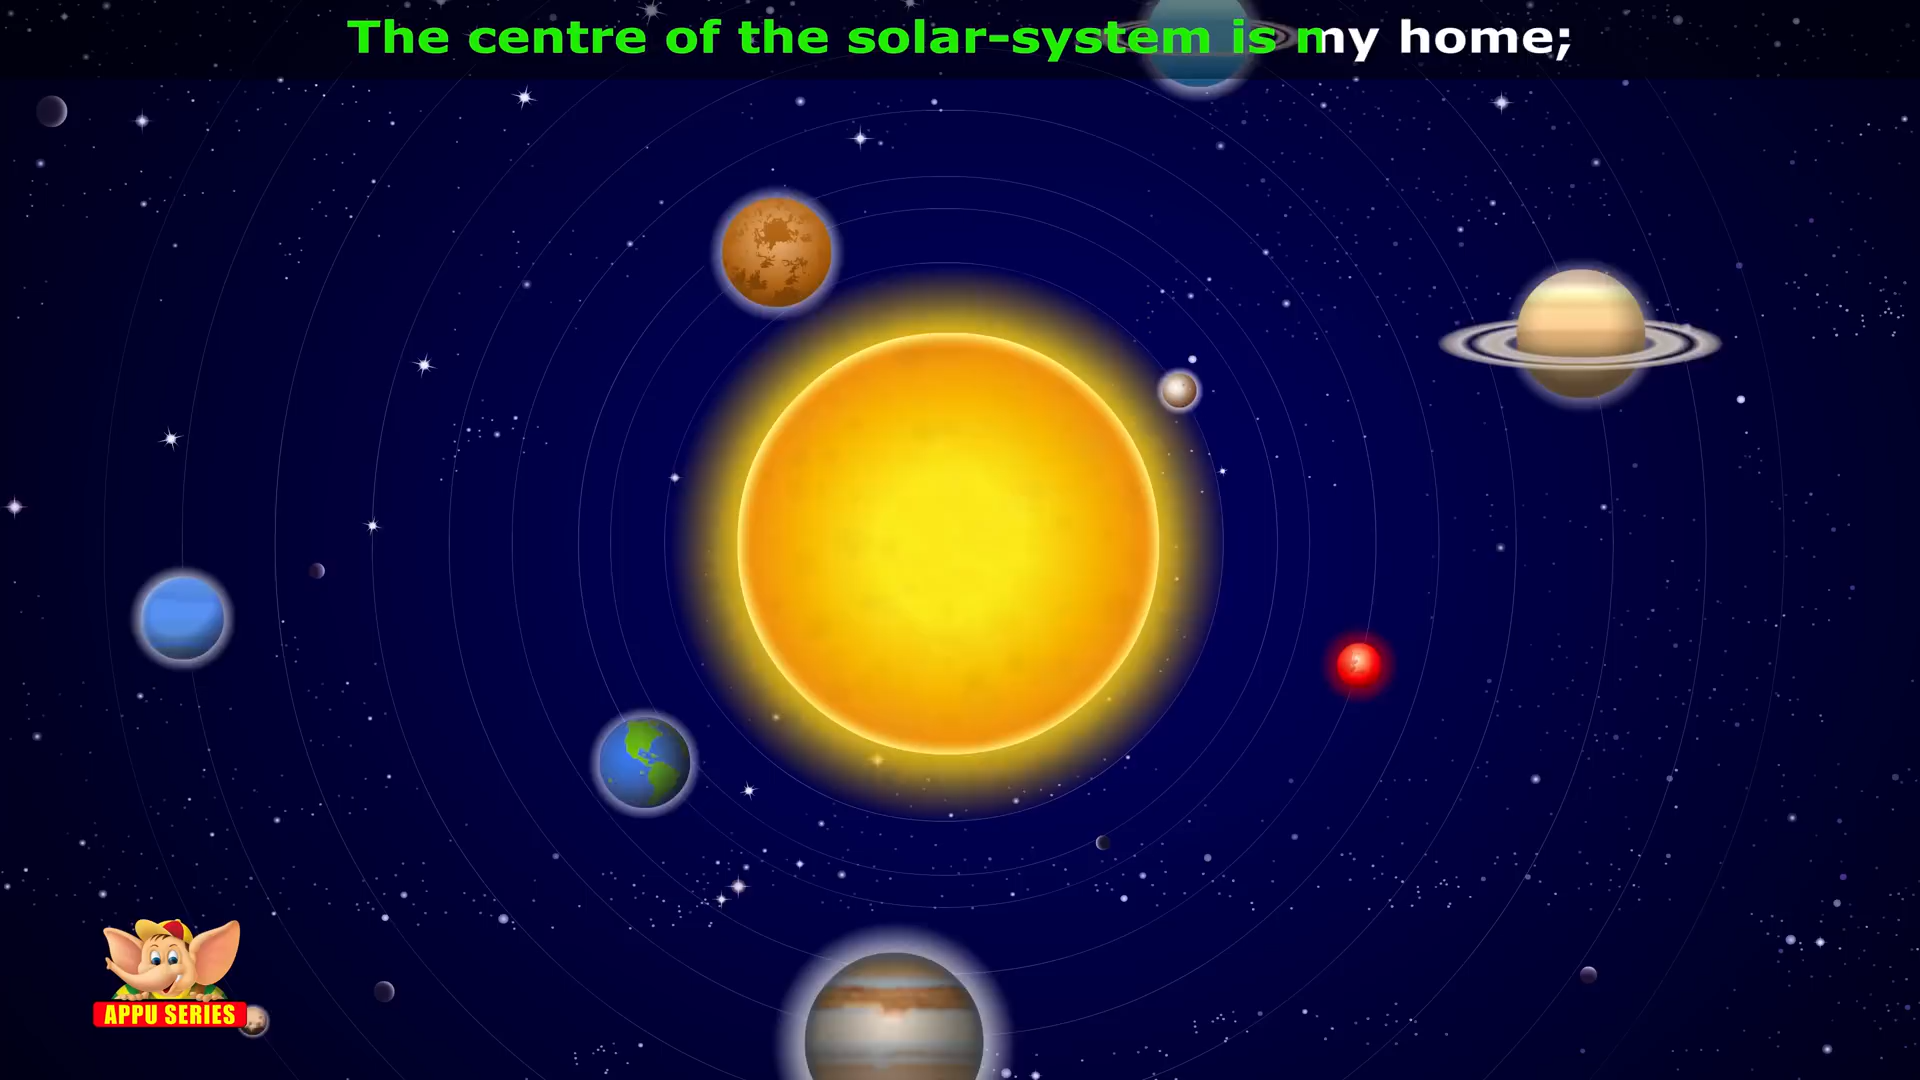 The centre of the solar-system is my home;
APPU SERIES